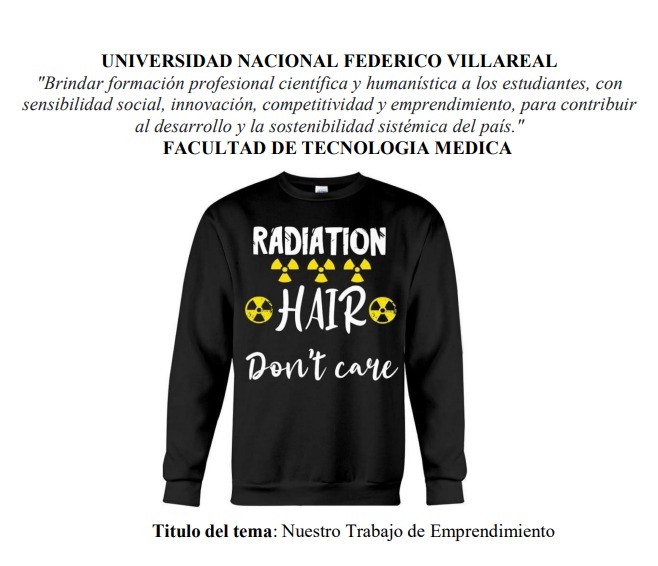 UNIVERSIDAD NACIONAL FEDERICO VILLAREAL
"Brindar formación profesional científica y humanística a los estudiantes, con
sensibilidad social, innovación, competitividad y emprendimiento, para contribuir
al desarrollo y la sostenibilidad sistémica del país."
FACULTAD DE TECNOLOGIA MEDICA
RADIATION
HAIR
Don't care
Titulo del tema: Nuestro Trabajo de Emprendimiento